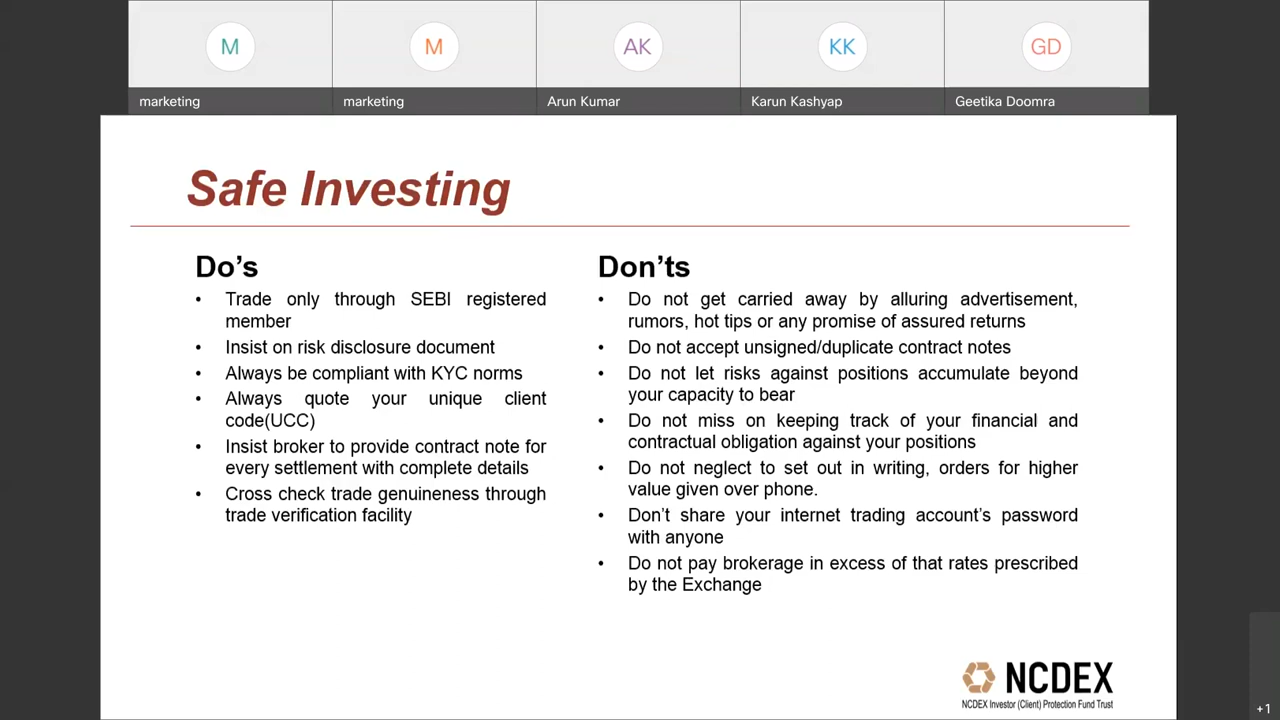 M
M
AK
KK
GD
marketing
marketing
Arun Kumar
Karun Kashyap
Geetika Doomra
Safe Investing
Do's
• Trade only through SEBI registered
member
• Insist on risk disclosure document
• Always be compliant with KYC norms
• Always quote your unique client
code(UCC)
• Insist broker to provide contract note for
every settlement with complete details
• Cross check trade genuineness through
trade verification facility
Don'ts
• Do not get carried away by alluring advertisement,
rumors, hot tips or any promise of assured returns
• Do not accept unsigned/duplicate contract notes
• Do not let risks against positions accumulate beyond
your capacity to bear
• Do not miss on keeping track of your financial and
contractual obligation against your positions
• Do not neglect to set out in writing, orders for higher
value given over phone.
• Don't share your internet trading account's password
with anyone
• Do not pay brokerage in excess of that rates prescribed
by the Exchange
NCDEX
NCDEX Investor (Client) Protection Fund Trust
+1